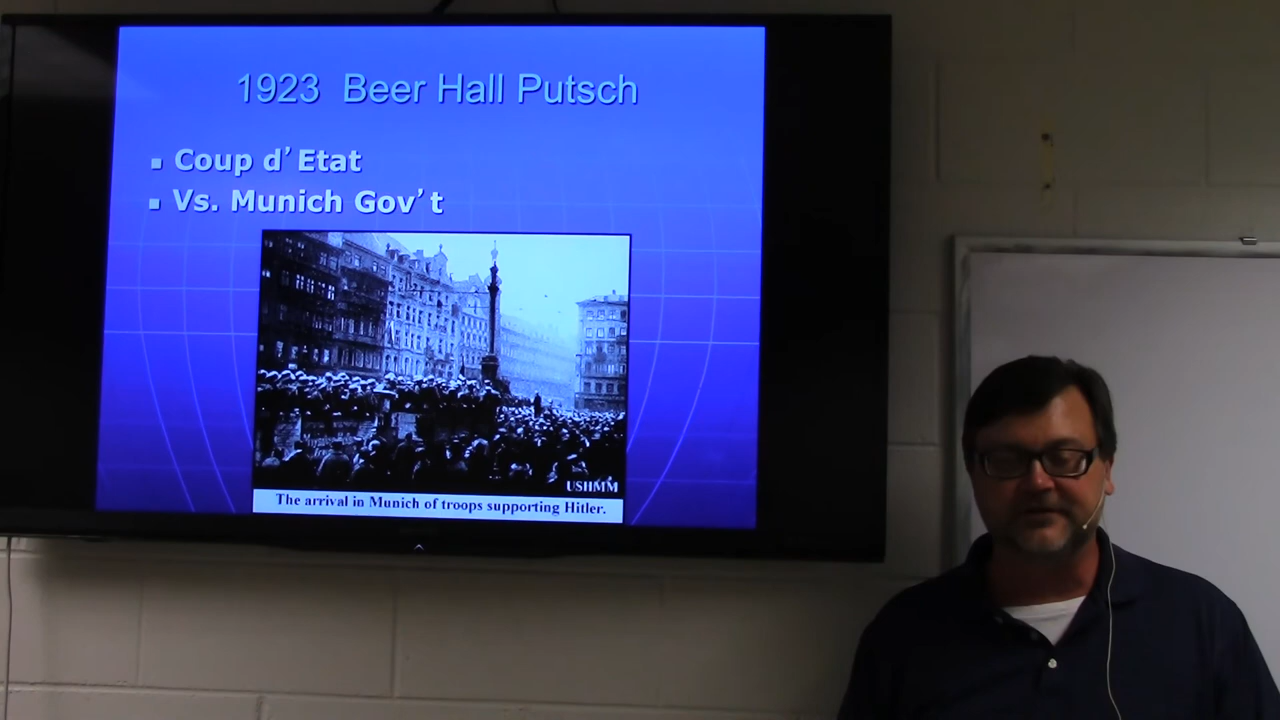 1923 Beer Hall Putsch
Coup d'Etat
Vs. Munich Gov't
USHMM
The arrival in Munich of troops supporting Hitler.